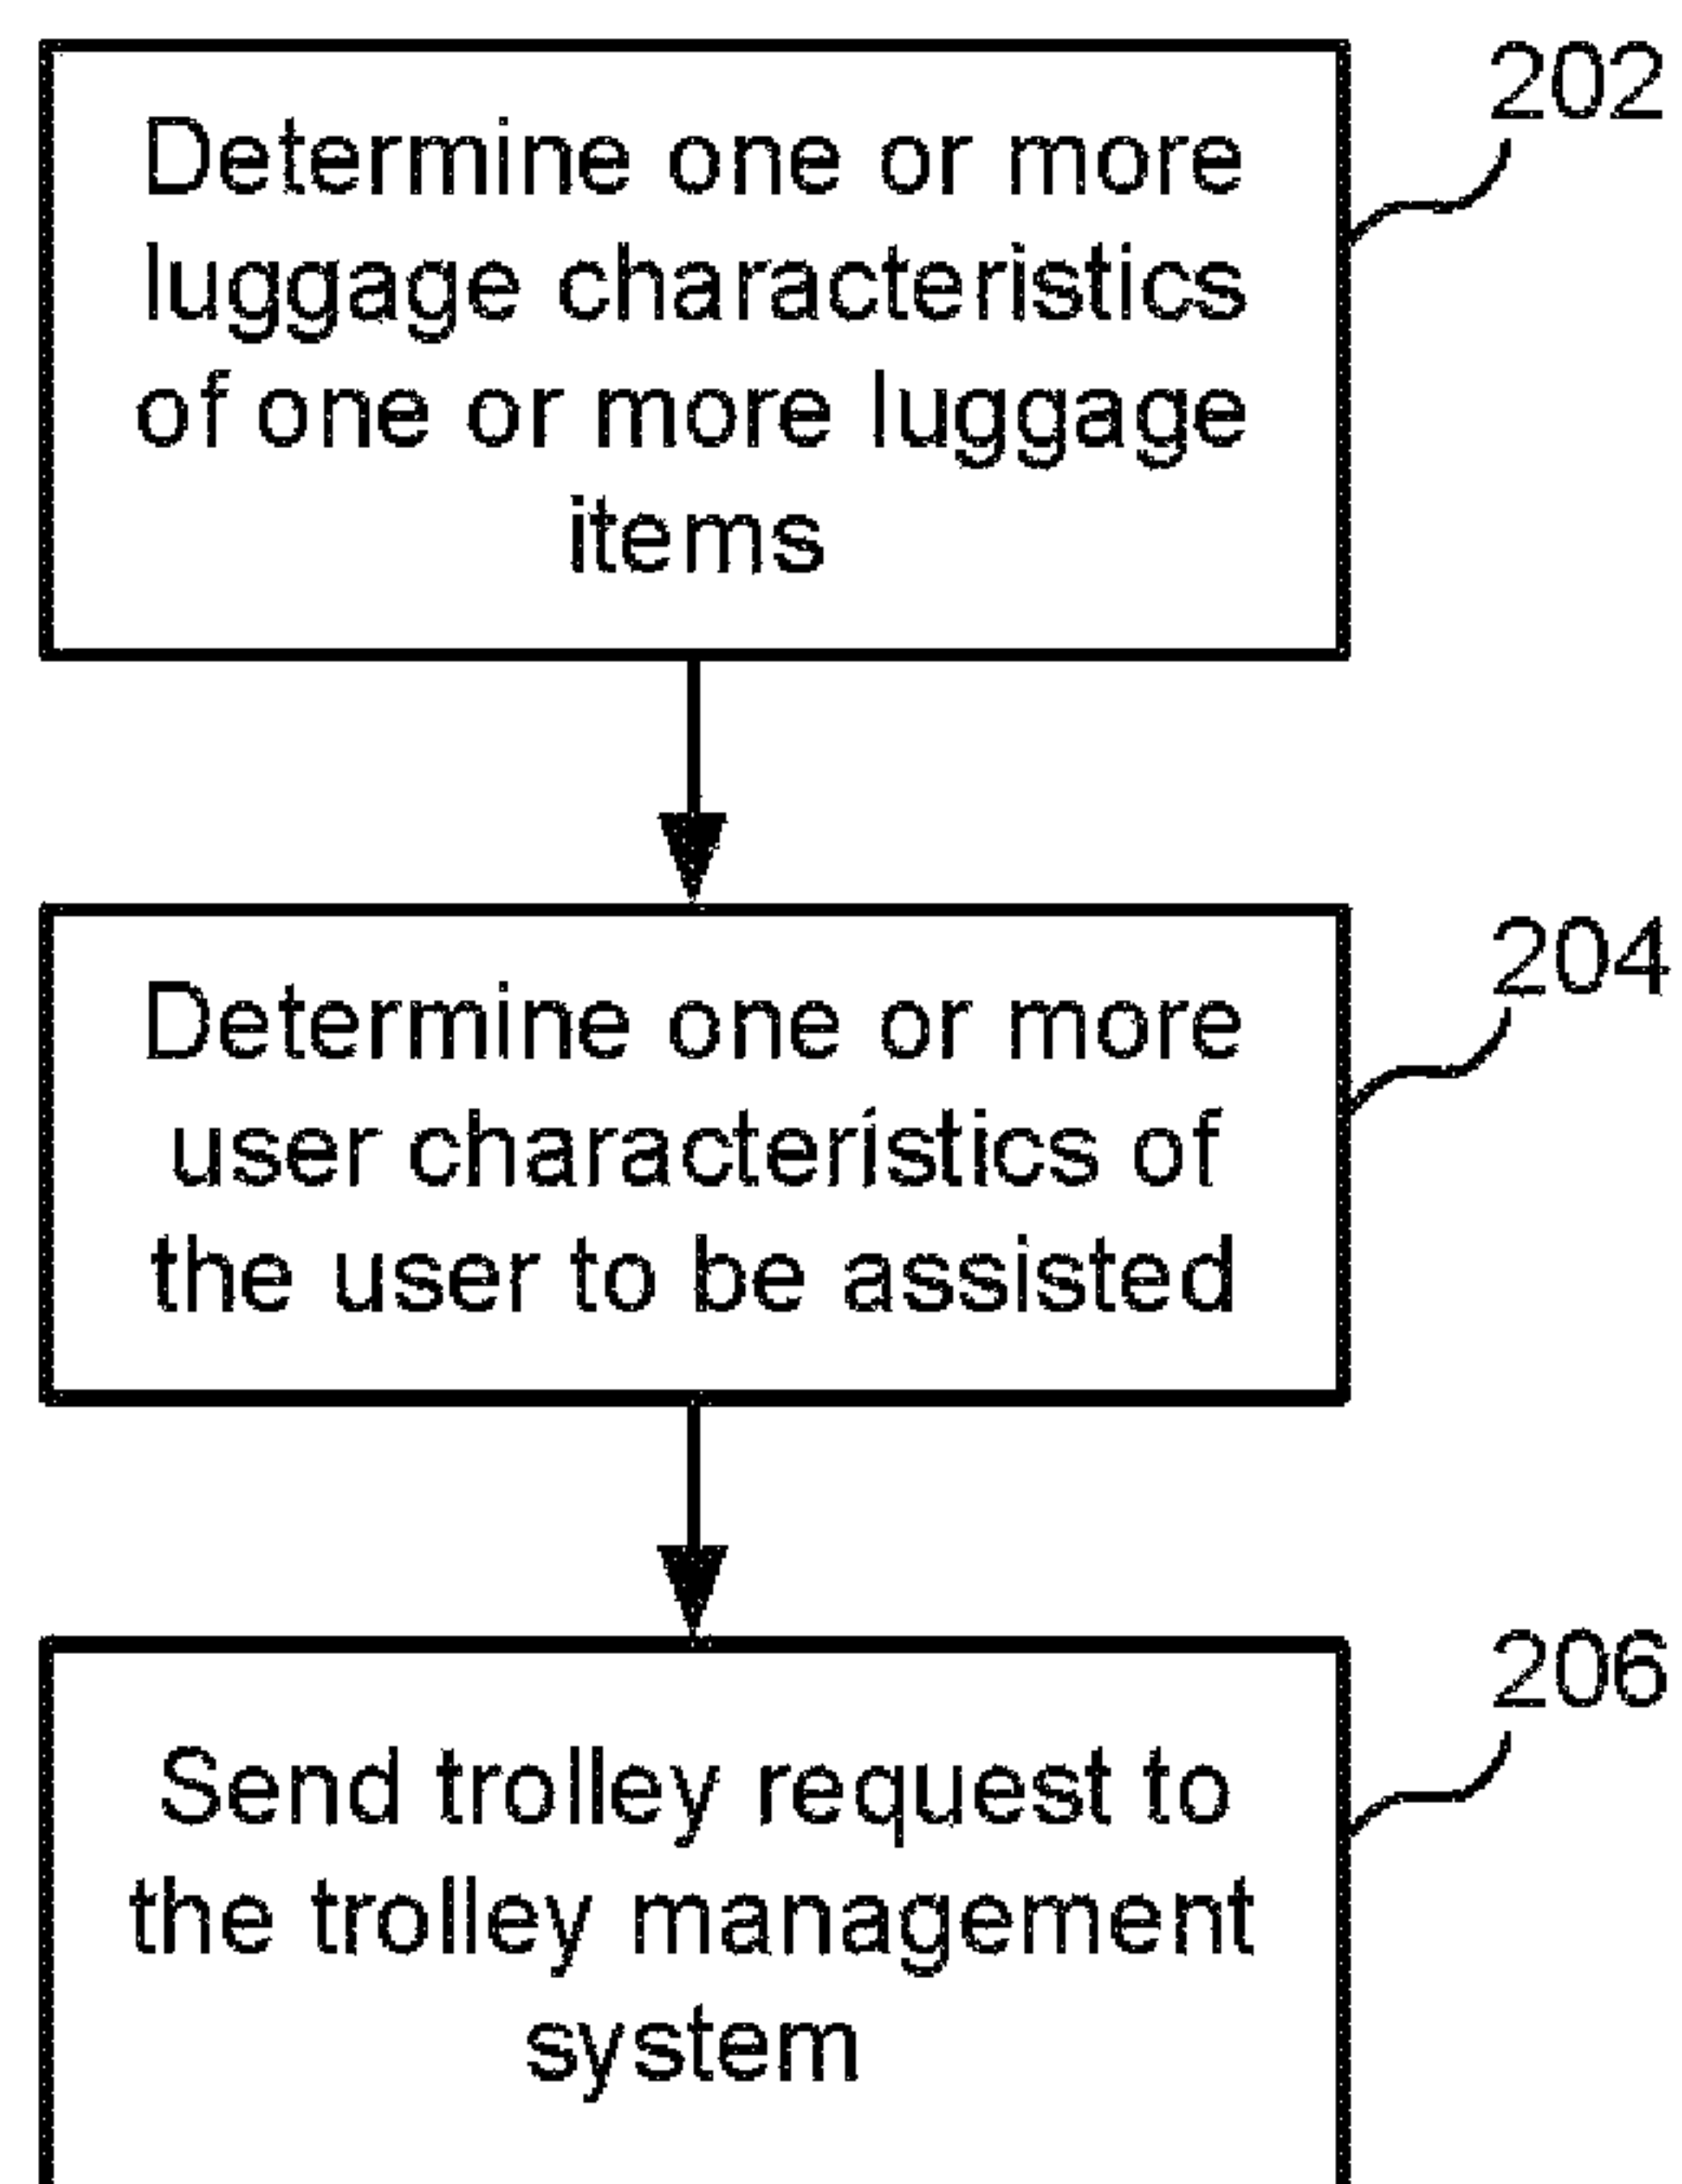 202
Determine one or more
luggage characteristics
of one or more luggage
items
204
Determine one or more
user characteristics of
the user to be assisted
206
Send trolley request to
the trolley management
system